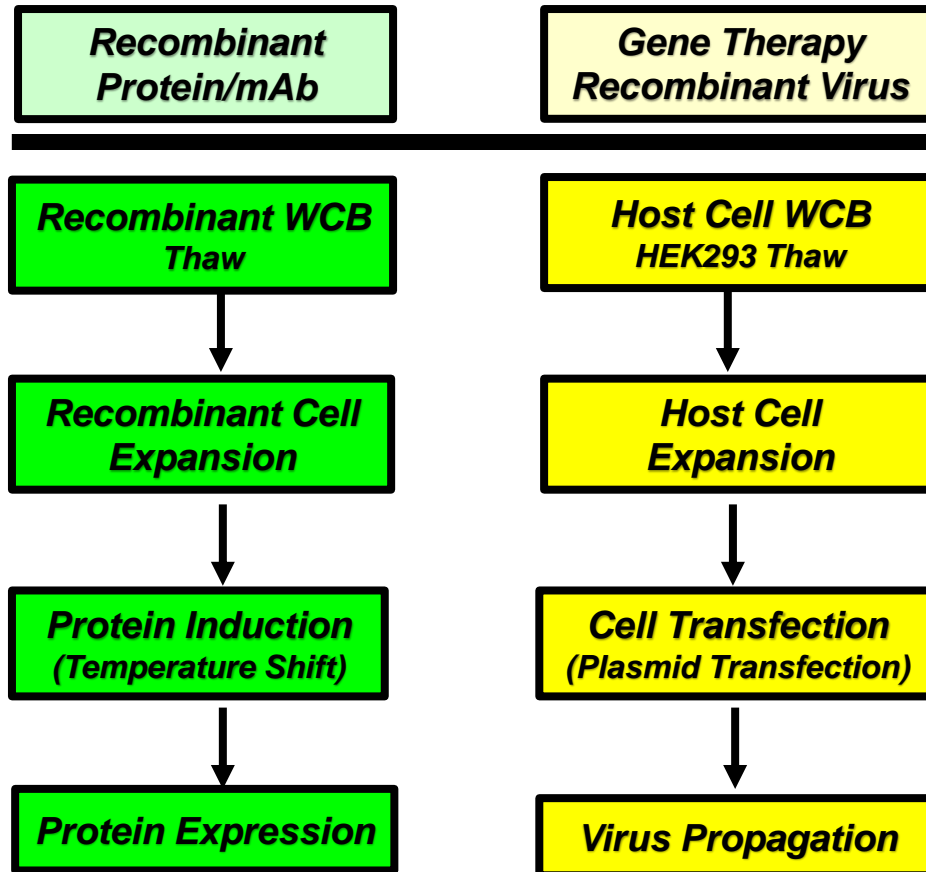 Recombinant
Protein/mAb
Gene Therapy
Recombinant Virus
Recombinant WCB
Thaw
Host Cell WCB
HEK293 Thaw
Recombinant Cell
Expansion
Host Cell
Expansion
Protein Induction
(Temperature Shift)
Cell Transfection
(Plasmid Transfection)
Protein Expression
Virus Propagation